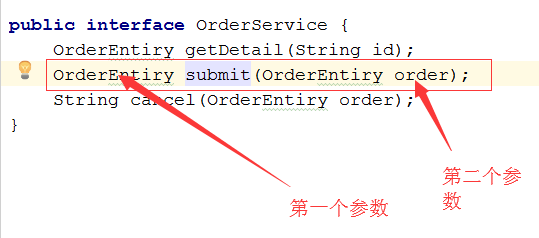 public interface OrderService {
OrderEntiry getDetail(String id);
OrderEntiry submit(OrderEntiry order);
String cancel(OrderEntiry order);
}
第一个参数
第二个参
数